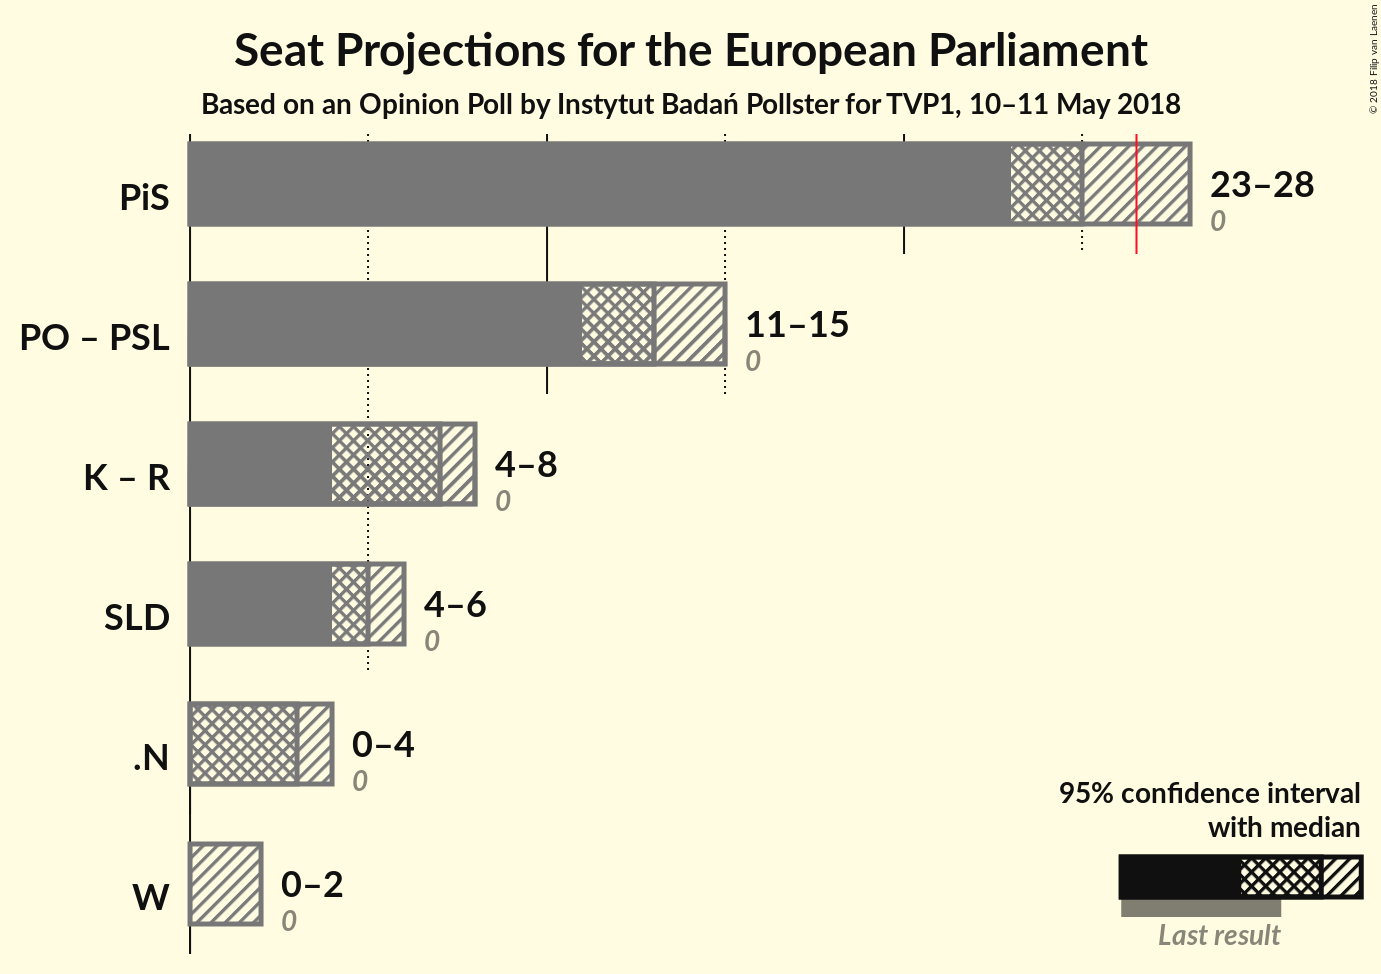 Seat Projections for the European Parliament
Based on an Opinion Poll by Instytut Badań Pollster for TVP1, 10–11 May 2018
© 2018 Filip van Laenen
PiS
23–28
0
PO – PSL
11–15
0
K – R
4–8
0
SLD
4–6
0
.N
0–4
0
W
0–2
0
95% confidence interval
with median
Last result